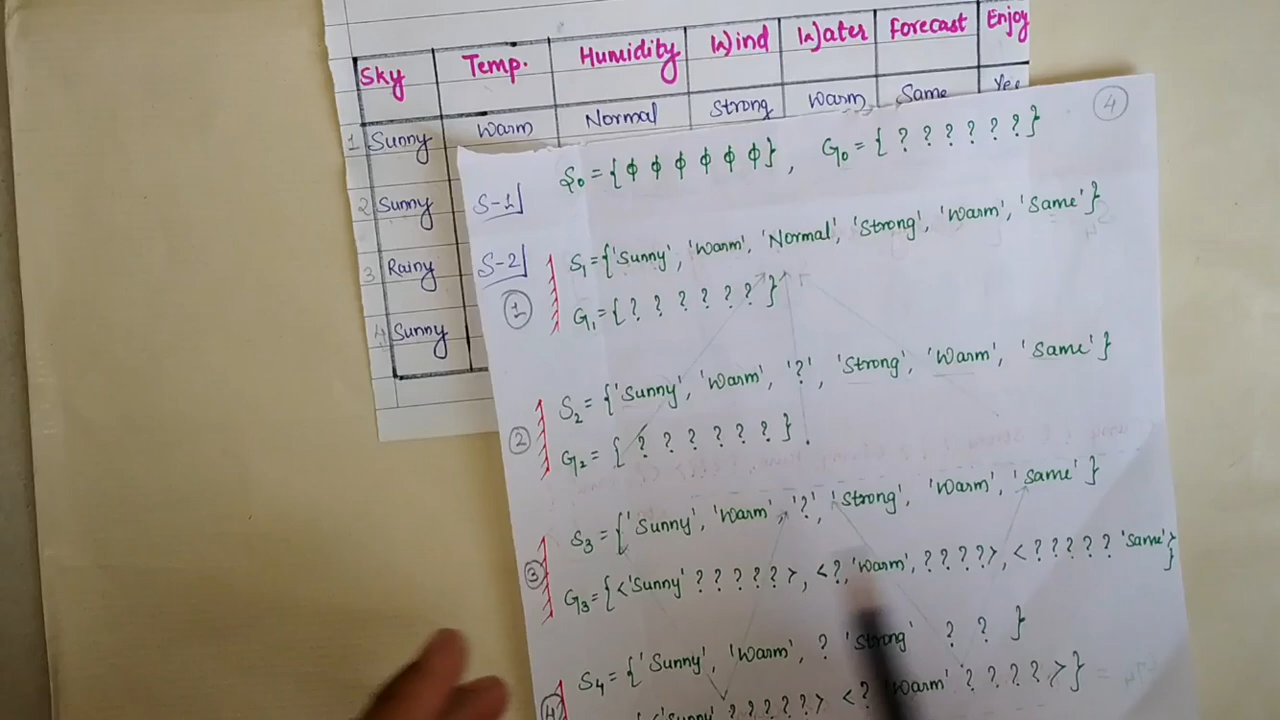 Sky Temp. Humidity Wind Water Forecast Enjoy
1 Sunny Warm Normal Strong Warm Same Yes
2 Sunny
3 Rainy
4 Sunny
4
S-1 S₀ = {ϕ ϕ ϕ ϕ ϕ ϕ}, G₀ = { ? ? ? ? ? ?}
S-2 S₁ = {'Sunny', 'Warm', 'Normal', 'Strong', 'Warm', 'Same'}
1 G₁ = { ? ? ? ? ? ? }
S₂ = {'Sunny', 'Warm', '?', 'Strong', 'Warm', 'Same'}
2 G₂ = { ? ? ? ? ? ? }
S₃ = {'Sunny', 'Warm', '?', 'Strong', 'Warm', 'Same'}
3 G₃ = {<'Sunny' ? ? ? ? ?>, <?, 'Warm', ? ? ? ?>, <? ? ? ? ? 'Same'>}
S₄ = {'Sunny', 'Warm', ? 'Strong' ? ? }
4 <'Sunny' ? ? ? ? ?> <? 'Warm' ? ? ? ?>}